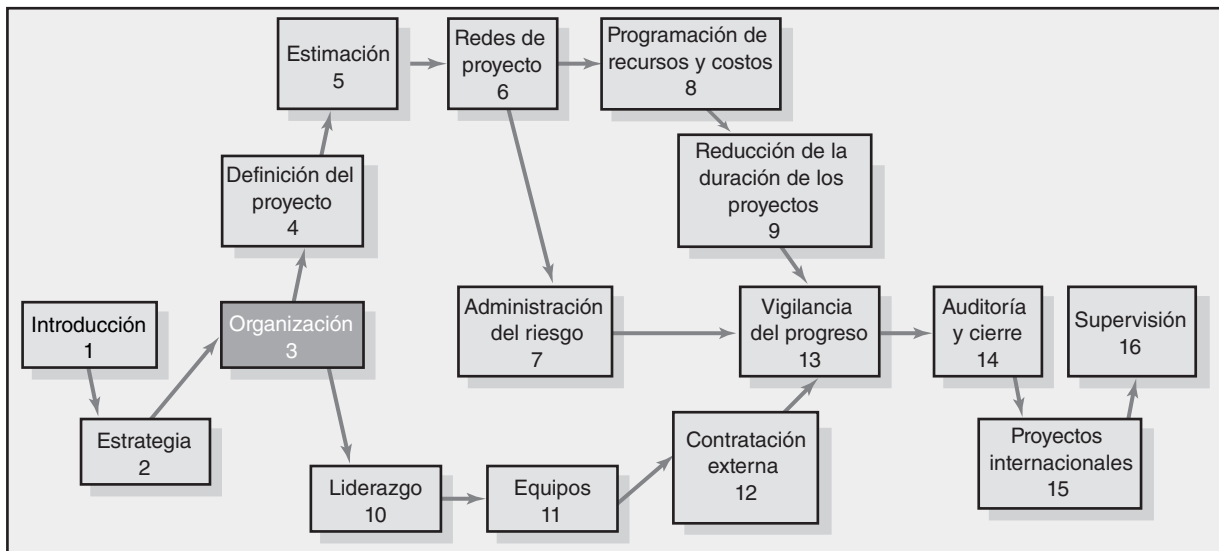 Estimación
5
Redes de
proyecto
6
Programación de
recursos y costos
8
Definición del
proyecto
4
Reducción de la
duración de los
proyectos
9
Introducción
1
Organización
3
Administración
del riesgo
7
Vigilancia
del progreso
13
Auditoría
y cierre
14
Supervisión
16
Estrategia
2
Liderazgo
10
Equipos
11
Contratación
externa
12
Proyectos
internacionales
15